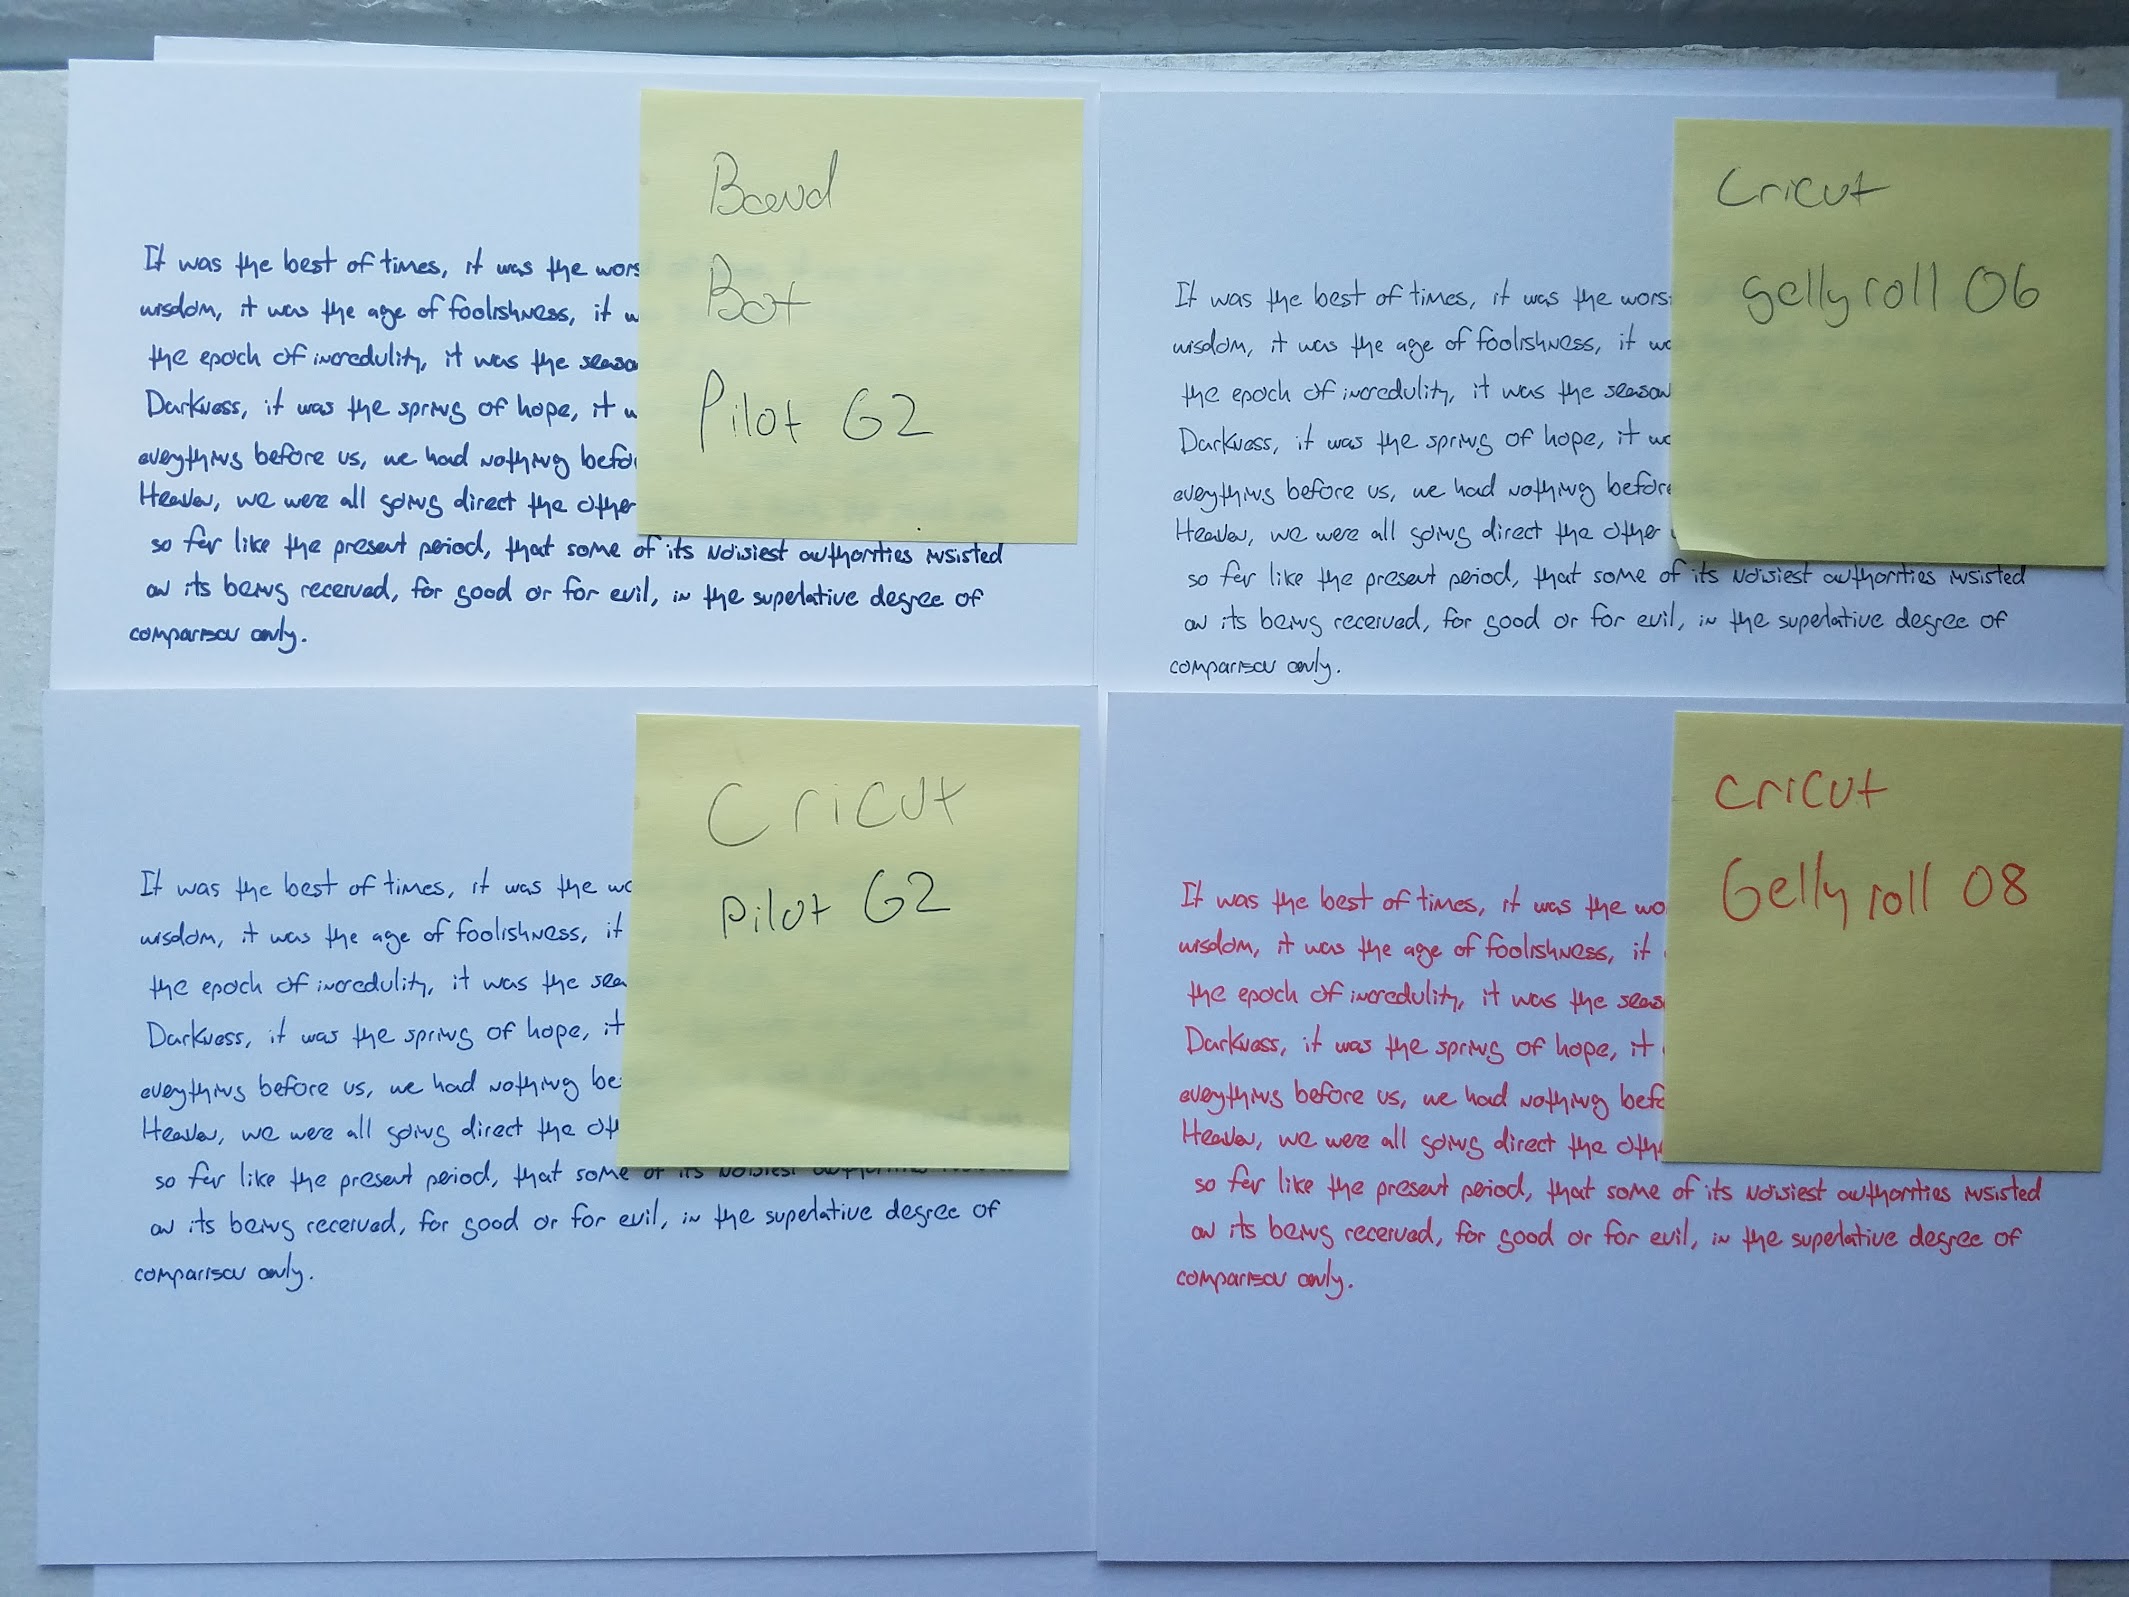 It was the best of times, it was the wors
wisdom, it was the age of foolishness, it w
the epoch of incredulity, it was the seaso
Darkness, it was the spring of hope, it w
everything before us, we had nothing befo
Heaven, we were all going direct the other
so far like the present period, that some of its noisiest authorities insisted
on its being received, for good or for evil, in the superlative degree of
comparison only.
Bond
Bot
Pilot G2
It was the best of times, it was the wors
wisdom, it was the age of foolishness, it wa
the epoch of incredulity, it was the season
Darkness, it was the spring of hope, it wa
everything before us, we had nothing before
Heaven, we were all going direct the other
so far like the present period, that some of its noisiest authorities insisted
on its being received, for good or for evil, in the superlative degree of
comparison only.
Cricut
gelly roll 06
It was the best of times, it was the wo
wisdom, it was the age of foolishness, it
the epoch of incredulity, it was the sea
Darkness, it was the spring of hope, it
everything before us, we had nothing be
Heaven, we were all going direct the oth
so far like the present period, that some of its noisiest authorities
on its being received, for good or for evil, in the superlative degree of
comparison only.
Cricut
Pilot G2
It was the best of times, it was the wo
wisdom, it was the age of foolishness, it
the epoch of incredulity, it was the seas
Darkness, it was the spring of hope, it
everything before us, we had nothing befo
Heaven, we were all going direct the othe
so far like the present period, that some of its noisiest authorities insisted
on its being received, for good or for evil, in the superlative degree of
comparison only.
Cricut
Gelly roll 08